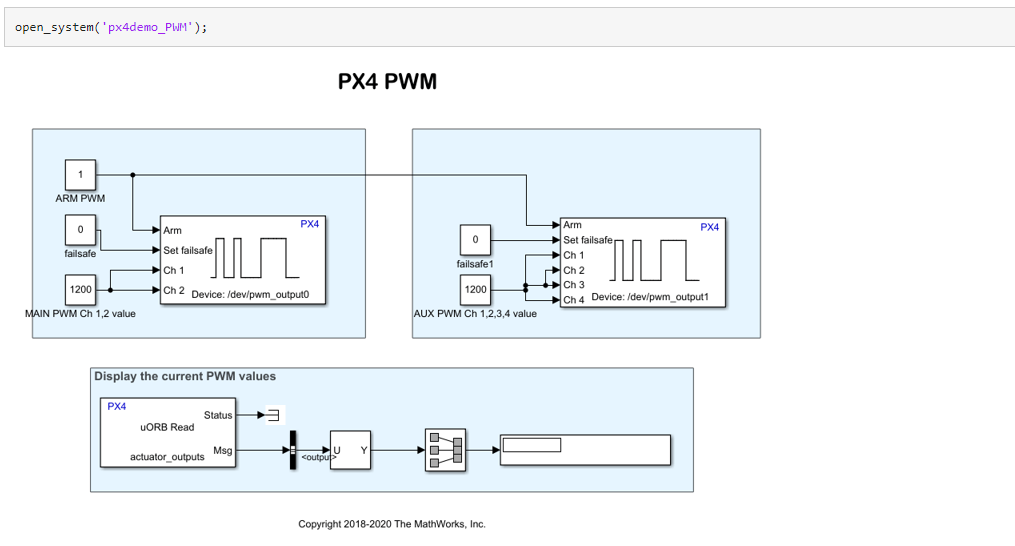 open_system('px4demo_PWM');
PX4 PWM
1
ARM PWM
0
failsafe
1200
MAIN PWM Ch 1,2 value
PX4
Arm
Set failsafe
Ch 1
Ch 2
Device: /dev/pwm_output0
0
failsafe1
1200
AUX PWM Ch 1,2,3,4 value
PX4
Arm
Set failsafe
Ch 1
Ch 2
Ch 3
Ch 4
Device: /dev/pwm_output1
Display the current PWM values
PX4
Status
uORB Read
Msg
actuator_outputs
<output>
U Y
Copyright 2018-2020 The MathWorks, Inc.